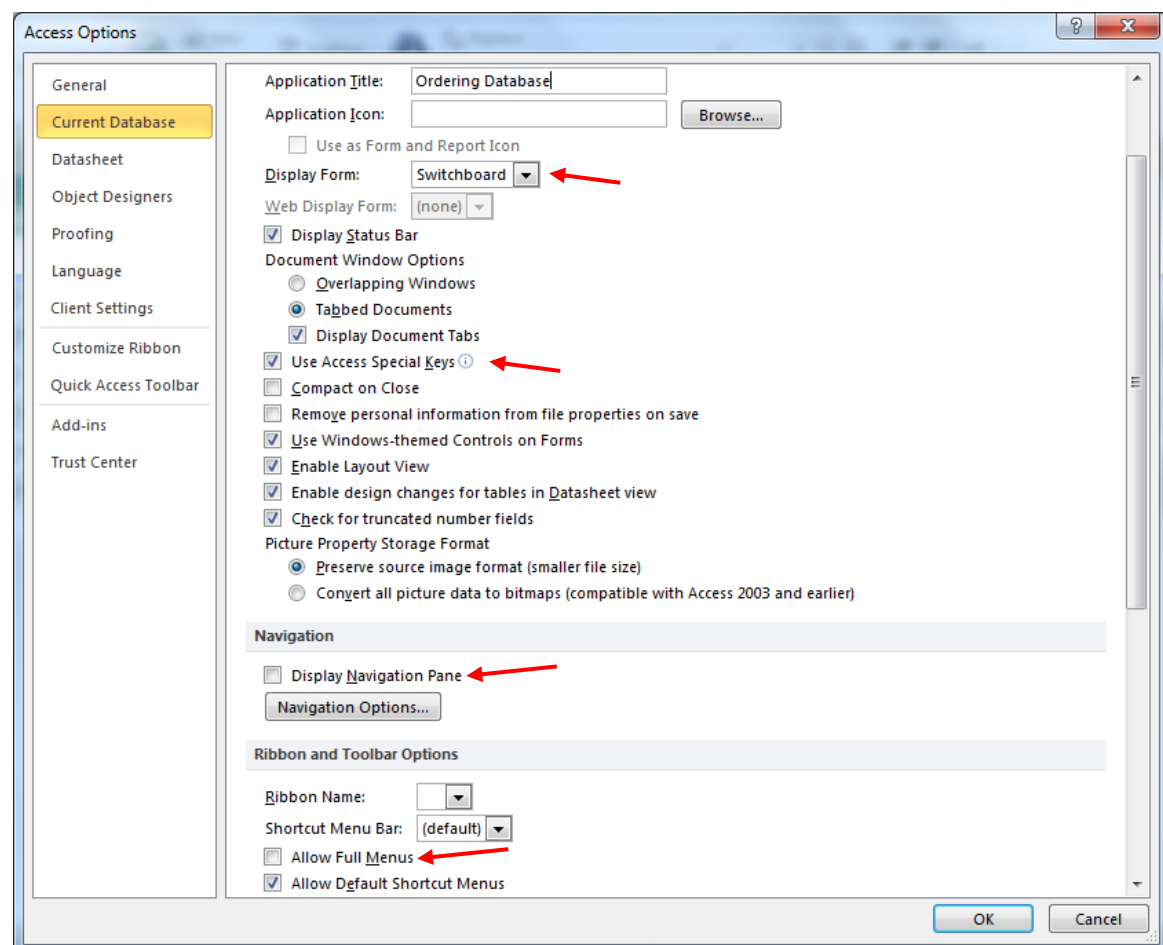 Access Options
General
Current Database
Datasheet
Object Designers
Proofing
Language
Client Settings
Customize Ribbon
Quick Access Toolbar
Add-ins
Trust Center
Application Title: Ordering Database
Application Icon: Browse...
Use as Form and Report Icon
Display Form: Switchboard
Web Display Form: (none)
Display Status Bar
Document Window Options
Overlapping Windows
Tabbed Documents
Display Document Tabs
Use Access Special Keys
Compact on Close
Remove personal information from file properties on save
Use Windows-themed Controls on Forms
Enable Layout View
Enable design changes for tables in Datasheet view
Check for truncated number fields
Picture Property Storage Format
Preserve source image format (smaller file size)
Convert all picture data to bitmaps (compatible with Access 2003 and earlier)
Navigation
Display Navigation Pane
Navigation Options...
Ribbon and Toolbar Options
Ribbon Name:
Shortcut Menu Bar: (default)
Allow Full Menus
Allow Default Shortcut Menus
OK Cancel